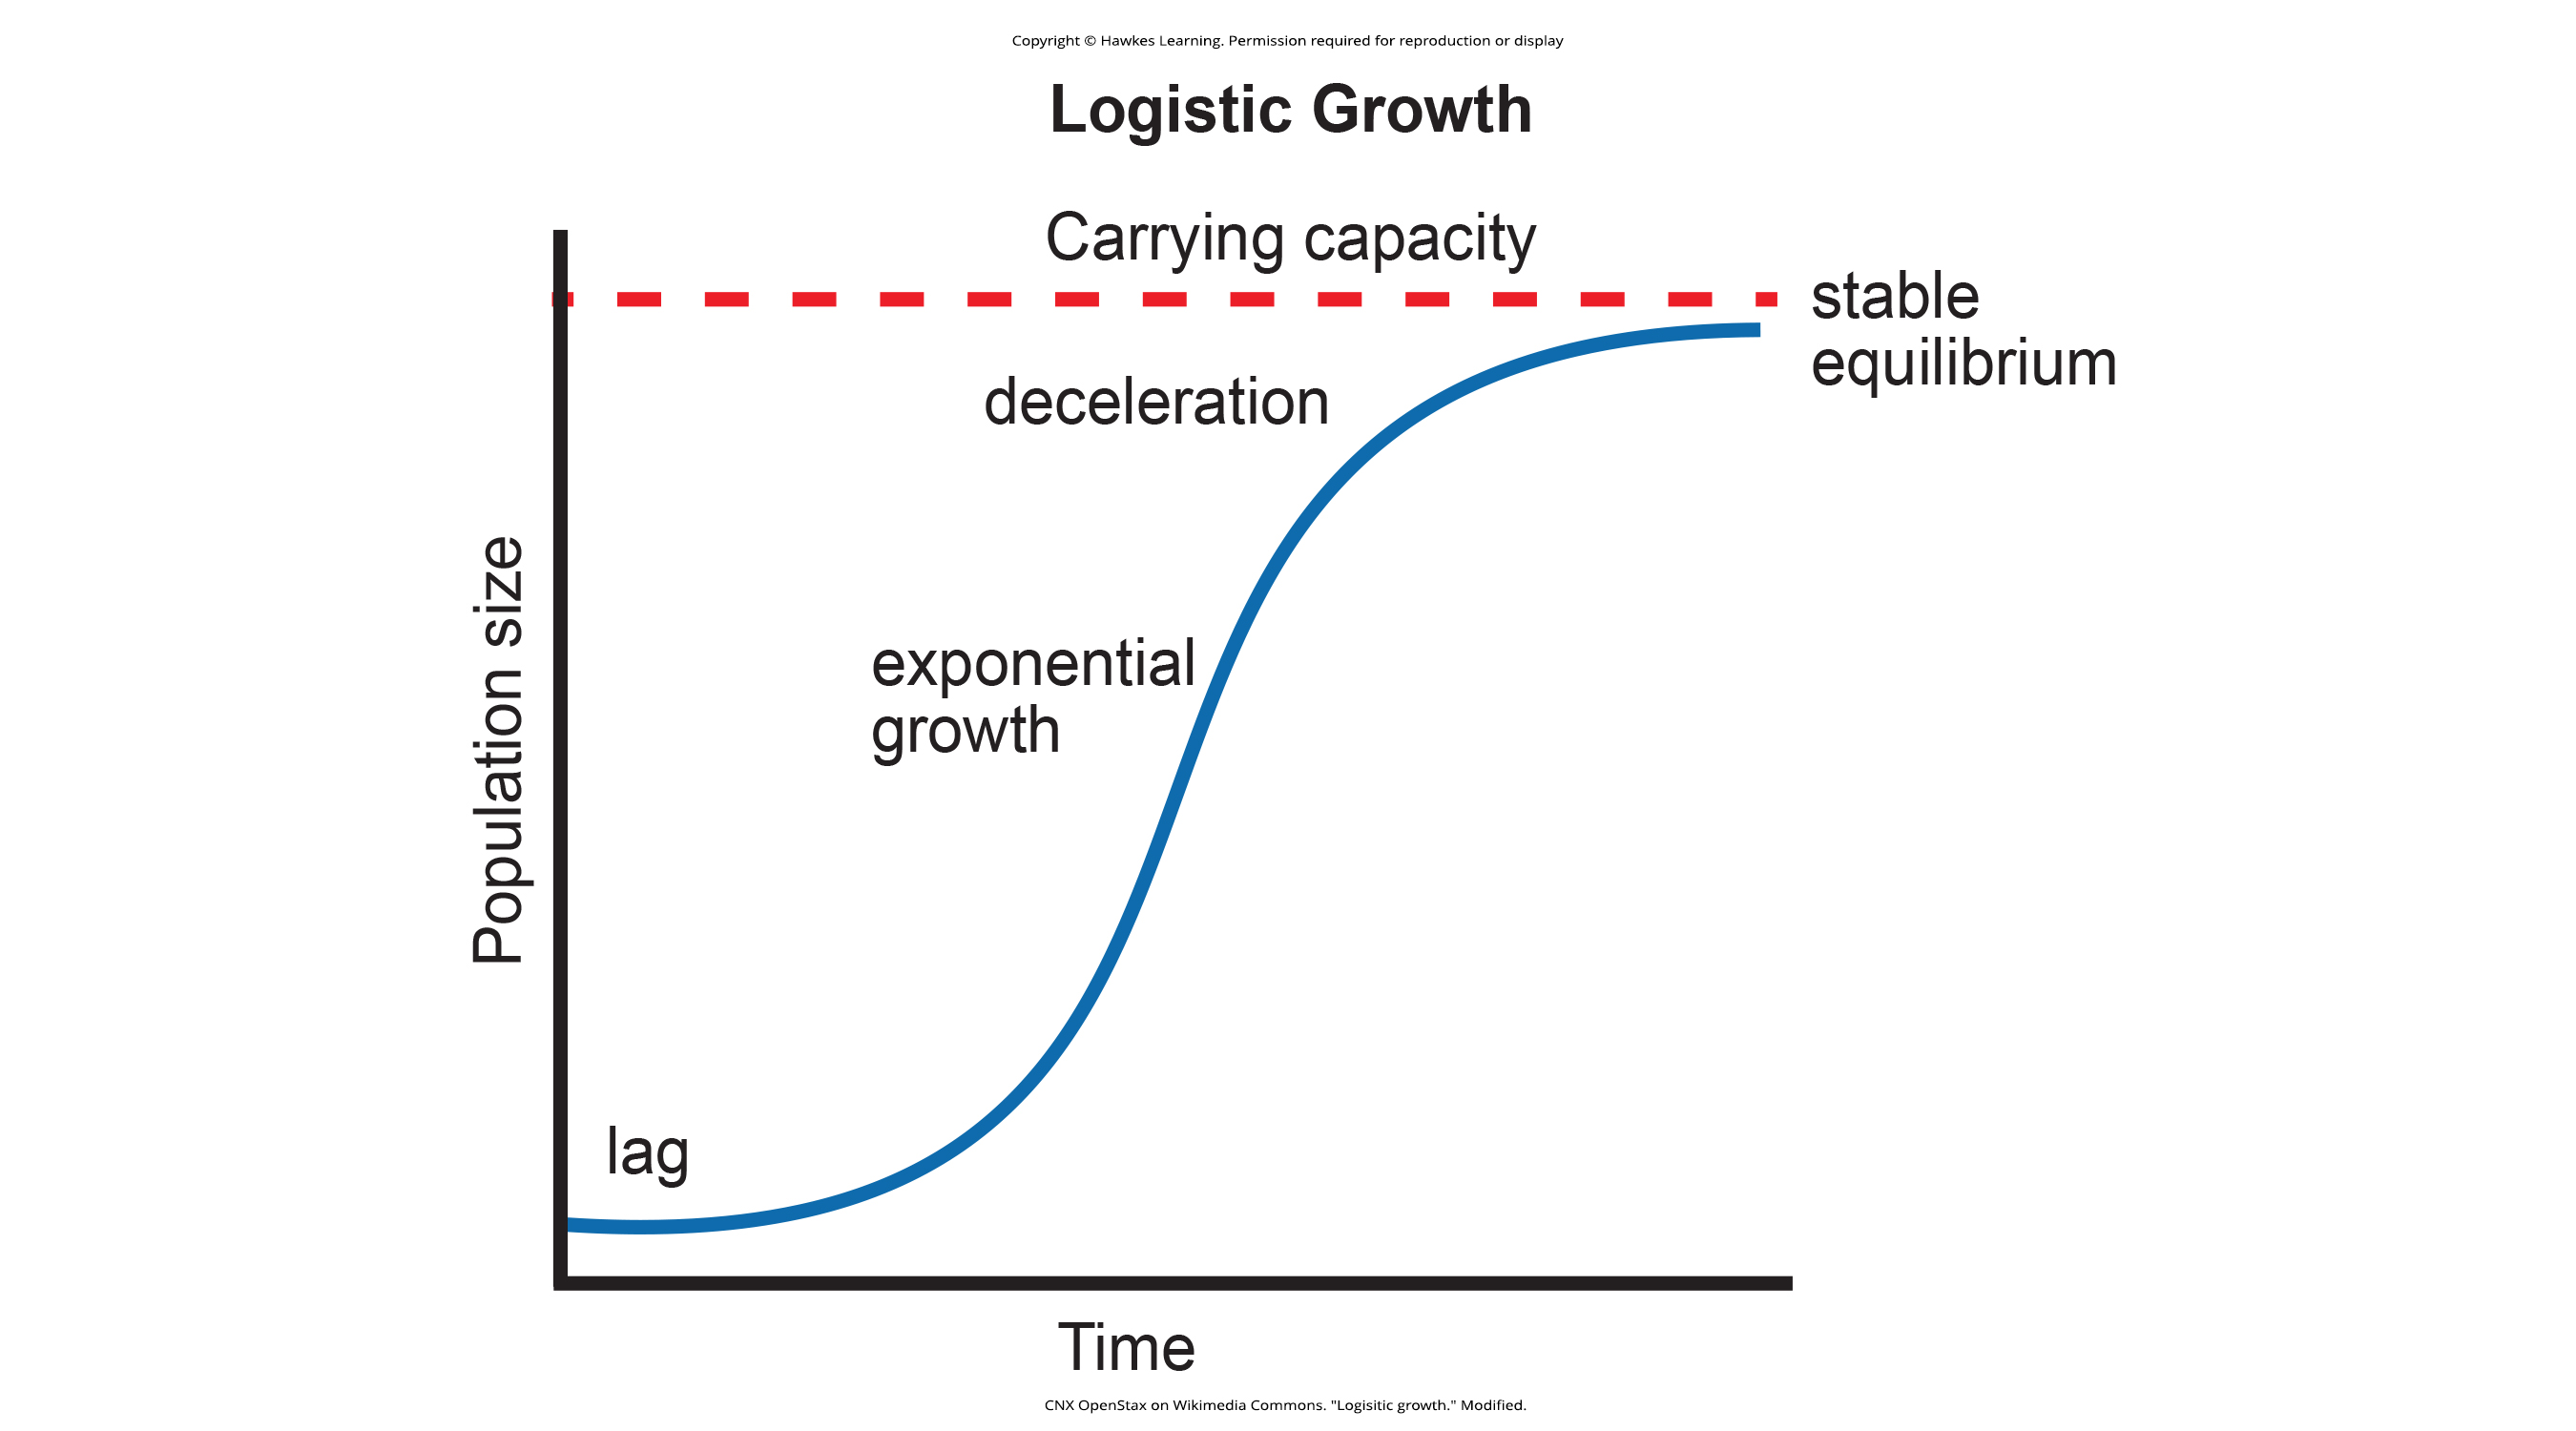 Copyright © Hawkes Learning. Permission required for reproduction or display
Logistic Growth
Carrying capacity
stable
equilibrium
deceleration
exponential
growth
Population size
lag
Time
CNX OpenStax on Wikimedia Commons. "Logisitic growth." Modified.